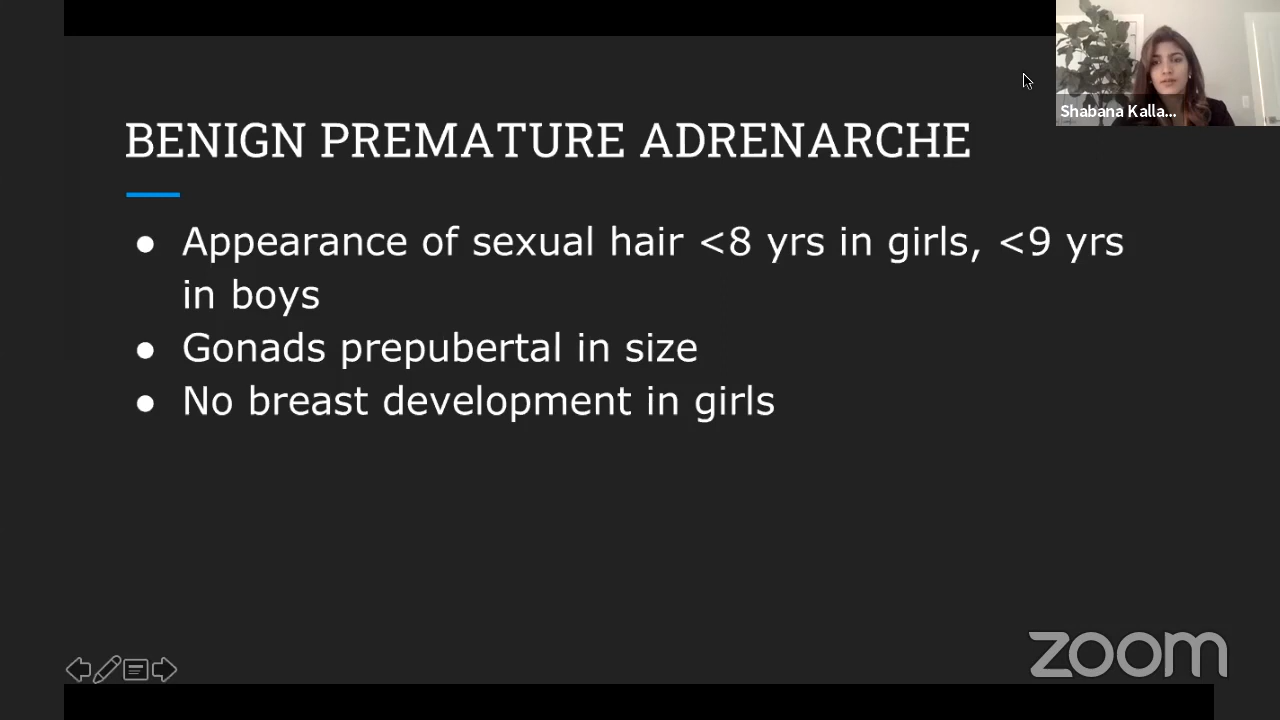 Shabana Kalla...
BENIGN PREMATURE ADRENARCHE
● Appearance of sexual hair <8 yrs in girls, <9 yrs
in boys
● Gonads prepubertal in size
● No breast development in girls
zoom